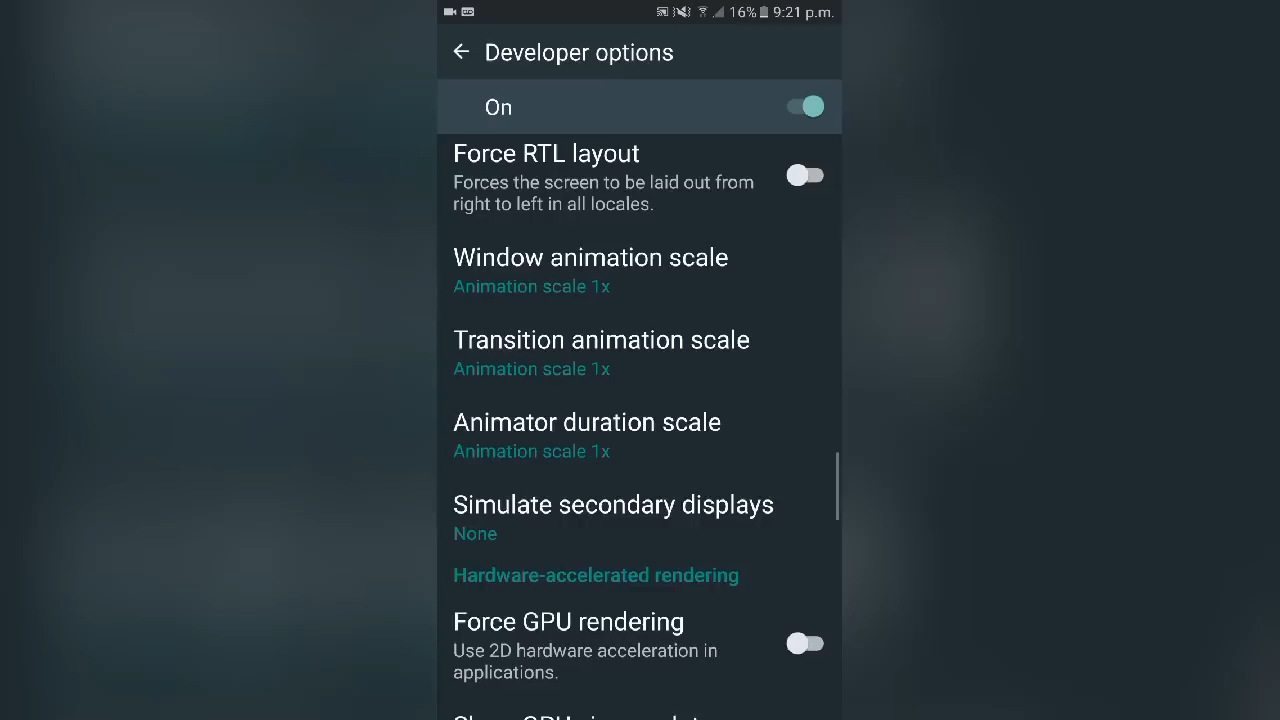 16% 9:21 p.m.
Developer options
On
Force RTL layout
Forces the screen to be laid out from
right to left in all locales.
Window animation scale
Animation scale 1x
Transition animation scale
Animation scale 1x
Animator duration scale
Animation scale 1x
Simulate secondary displays
None
Hardware-accelerated rendering
Force GPU rendering
Use 2D hardware acceleration in
applications.